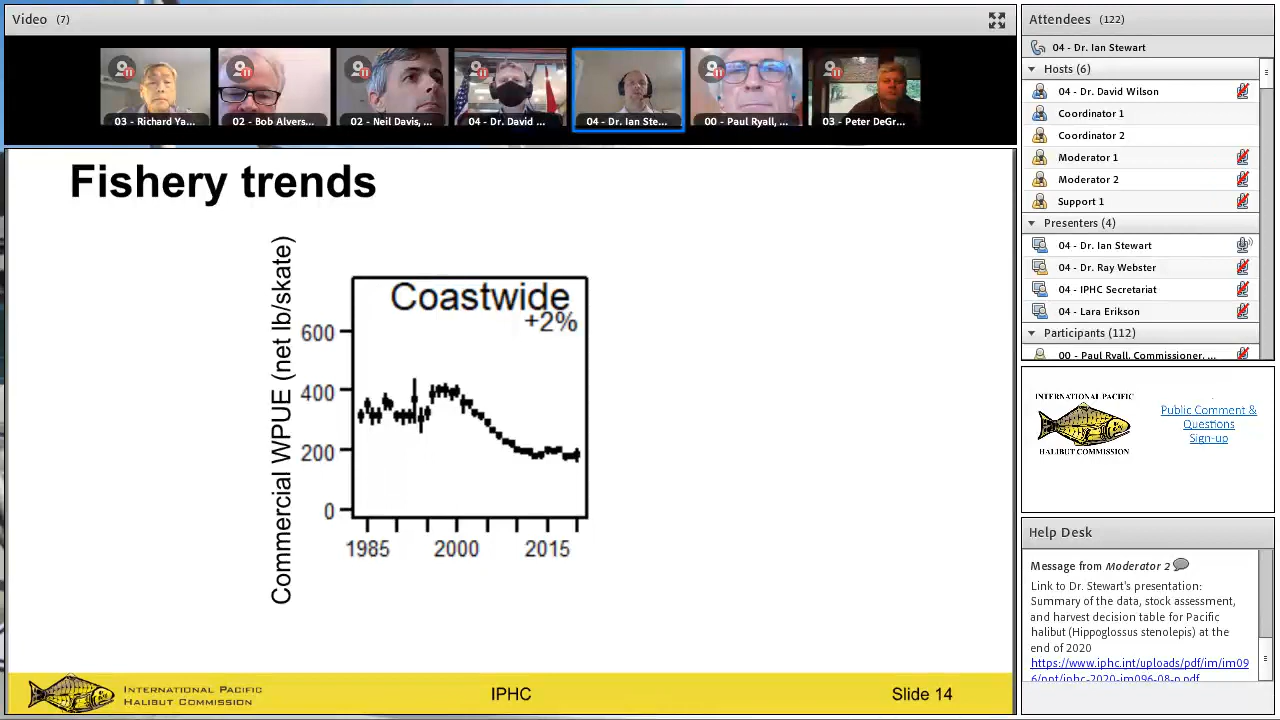 Video (7)
03 - Richard Ya...
02 - Bob Alvers...
02 - Neil Davis, ...
04 - Dr. David ...
04 - Dr. Ian Ste...
00 - Paul Ryall, ...
03 - Peter DeGr...
Fishery trends
Commercial WPUE (net lb/skate)
Coastwide
+2%
600
400
200
0
1985
2000
2015
INTERNATIONAL PACIFIC
HALIBUT COMMISSION
IPHC
Slide 14
Attendees (122)
04 - Dr. Ian Stewart
Hosts (6)
04 - Dr. David Wilson
Coordinator 1
Coordinator 2
Moderator 1
Moderator 2
Support 1
Presenters (4)
04 - Dr. Ian Stewart
04 - Dr. Ray Webster
04 - IPHC Secretariat
04 - Lara Erikson
Participants (112)
00 - Paul Ryall, Commissioner, ...
INTERNATIONAL PACIFIC
HALIBUT COMMISSION
Public Comment &
Questions
Sign-up
Help Desk
Message from Moderator 2
Link to Dr. Stewart's presentation:
Summary of the data, stock assessment,
and harvest decision table for Pacific
halibut (Hippoglossus stenolepis) at the
end of 2020
https://www.iphc.int/uploads/pdf/im/im09
6/ppt/iphc-2020-im096-08-p.pdf